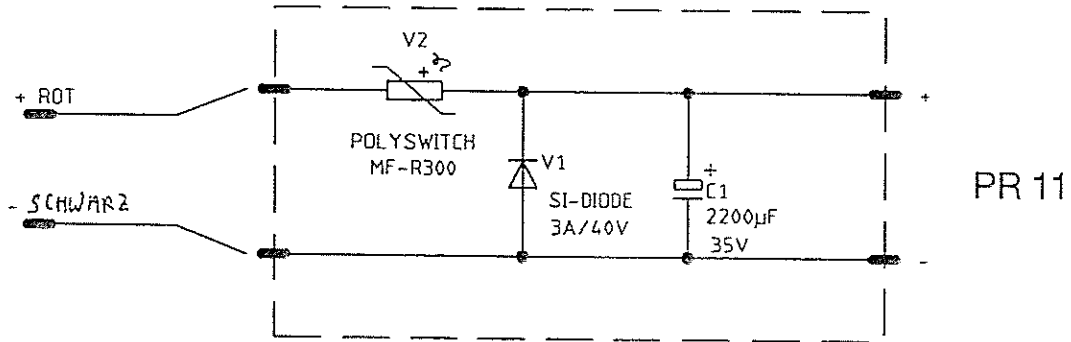 V2
+
+ ROT
+
POLYSWITCH
MF-R300
V1
+
C1
SI-DIODE
3A/40V
2200µF
35V
- SCHWARZ
-
PR 11